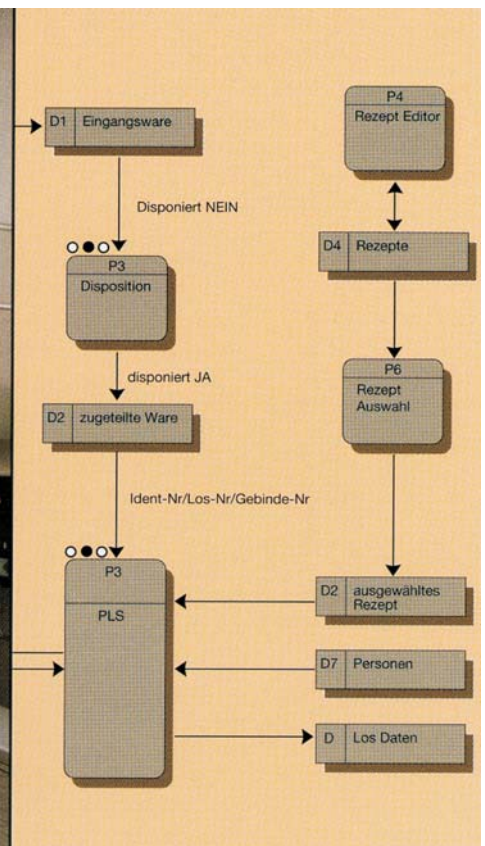 P4
Rezept Editor
D1 Eingangsware
Disponiert NEIN
D4 Rezepte
P3
Disposition
disponiert JA
P6
Rezept
Auswahl
D2 zugeteilte Ware
Ident-Nr/Los-Nr/Gebinde-Nr
P3
PLS
D2 ausgewähltes
Rezept
D7 Personen
D Los Daten